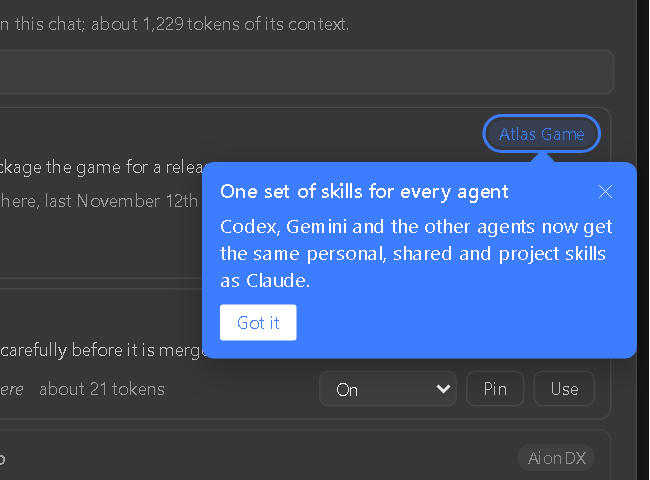 n this chat; about 1,229 tokens of its context.
Atlas Game
ckage the game for a relea
One set of skills for every agent
here, last November 12th
Codex, Gemini and the other agents now get
the same personal, shared and project skills
as Claude.
Got it
carefully before it is merge
ere about 21 tokens
On
Pin
Use
AionDX